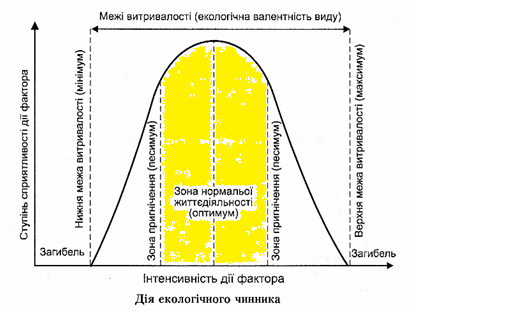 Межі витривалості (екологічна валентність виду)
Ступінь сприятливості дії фактора
Нижня межа витривалості (мінімум)
Зона пригнічення (песимум)
Зона нормальої
життєдіяльності
(оптимум)
Зона пригнічення (песимум)
Верхня межа витривалості (максимум)
Загибель
Загибель
Інтенсивність дії фактора
Дія екологічного чинника